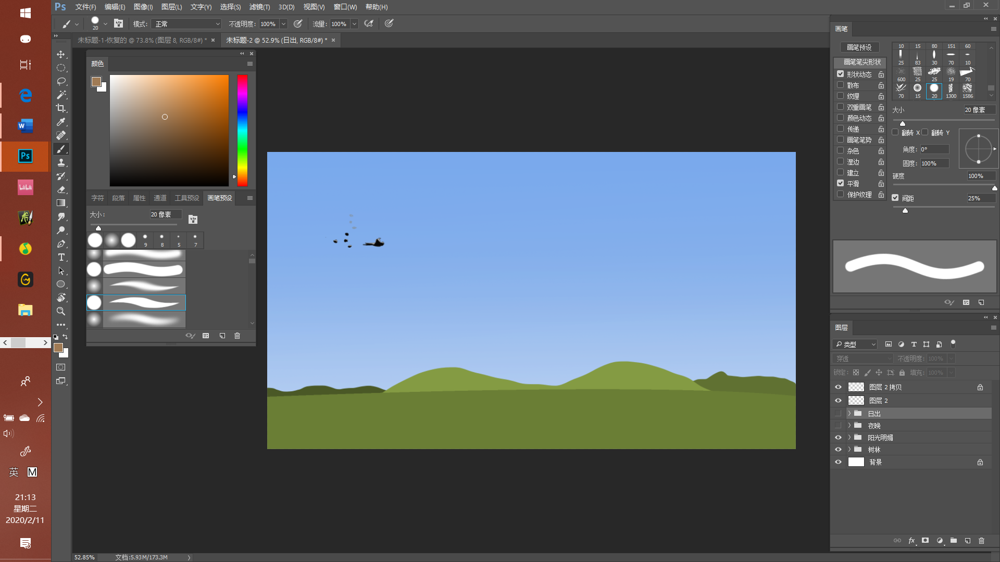 Ps 文件(F) 编辑(E) 图像(I) 图层(L) 文字(Y) 选择(S) 滤镜(T) 3D(D) 视图(V) 窗口(W) 帮助(H)
20 模式: 正常 不透明度: 100% 流量: 100%
未标题-1-恢复的 @ 73.8% (图层 8, RGB/8#) * ×
未标题-2 @ 52.9% (日出, RGB/8#) * ×
颜色
字符 段落 属性 通道 工具预设 画笔预设
大小: 20 像素
9 8 5 7
画笔
画笔预设
画笔笔尖形状
形状动态
散布
纹理
双重画笔
颜色动态
传递
画笔笔势
杂色
湿边
建立
平滑
保护纹理
10 15 80 151 60
25 83 30 70 10
600 25 25 19 70
70 15 20 1300 1586
大小 20 像素
翻转 X 翻转 Y
角度: 0°
圆度: 100%
硬度 100%
间距 25%
图层
类型
穿透 不透明度: 100%
锁定: 填充: 100%
图层 2 拷贝
图层 2
日出
夜晚
阳光明媚
树林
背景
W
Ps
英 M
21:13
星期二
2020/2/11
52.85% 文档:5.93M/173.3M